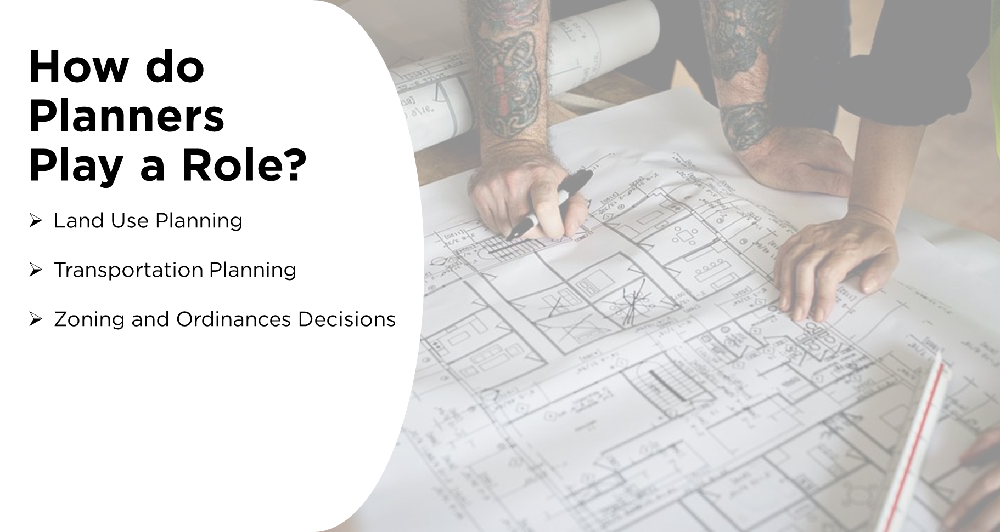 How do
Planners
Play a Role?
Land Use Planning
Transportation Planning
Zoning and Ordinances Decisions